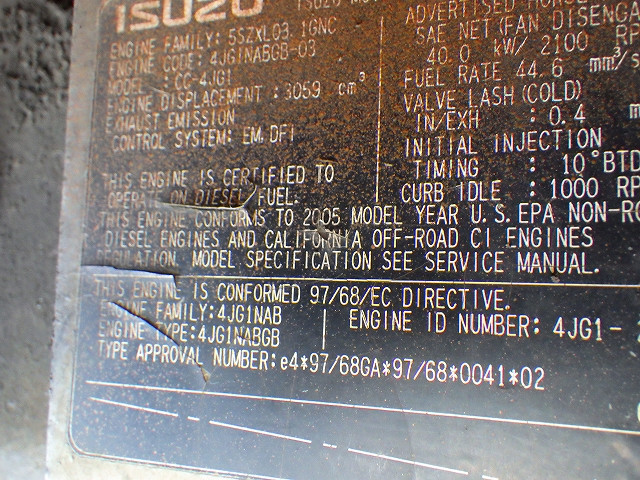 ISUZU
ENGINE FAMILY: 5SZXL03.1GNC
ENGINE CODE: 4JG1NABGB-03
MODEL : CC-4JG1
ENGINE DISPLACEMENT : 3059 cm³
EXHAUST EMISSION
CONTROL SYSTEM: EM, DFI
THIS ENGINE IS CERTIFIED TO
OPERATE ON DIESEL FUEL.
ADVERTISED
SAE NET (FAN DISENGA
40.0 kW/ 2100 RP
FUEL RATE 44.6 mm³/s
VALVE LASH (COLD)
IN/EXH : 0.4 m
INITIAL INJECTION
TIMING : 10°BTD
CURB IDLE : 1000 RP
THIS ENGINE CONFORMS TO 2005 MODEL YEAR U.S. EPA NON-RO
DIESEL ENGINES AND CALIFORNIA OFF-ROAD CI ENGINES
REGULATION. MODEL SPECIFICATION SEE SERVICE MANUAL.
THIS ENGINE IS CONFORMED 97/68/EC DIRECTIVE.
ENGINE FAMILY:4JG1NAB
ENGINE TYPE:4JG1NABGB
ENGINE ID NUMBER: 4JG1-
TYPE APPROVAL NUMBER:e4*97/68GA*97/68*0041*02